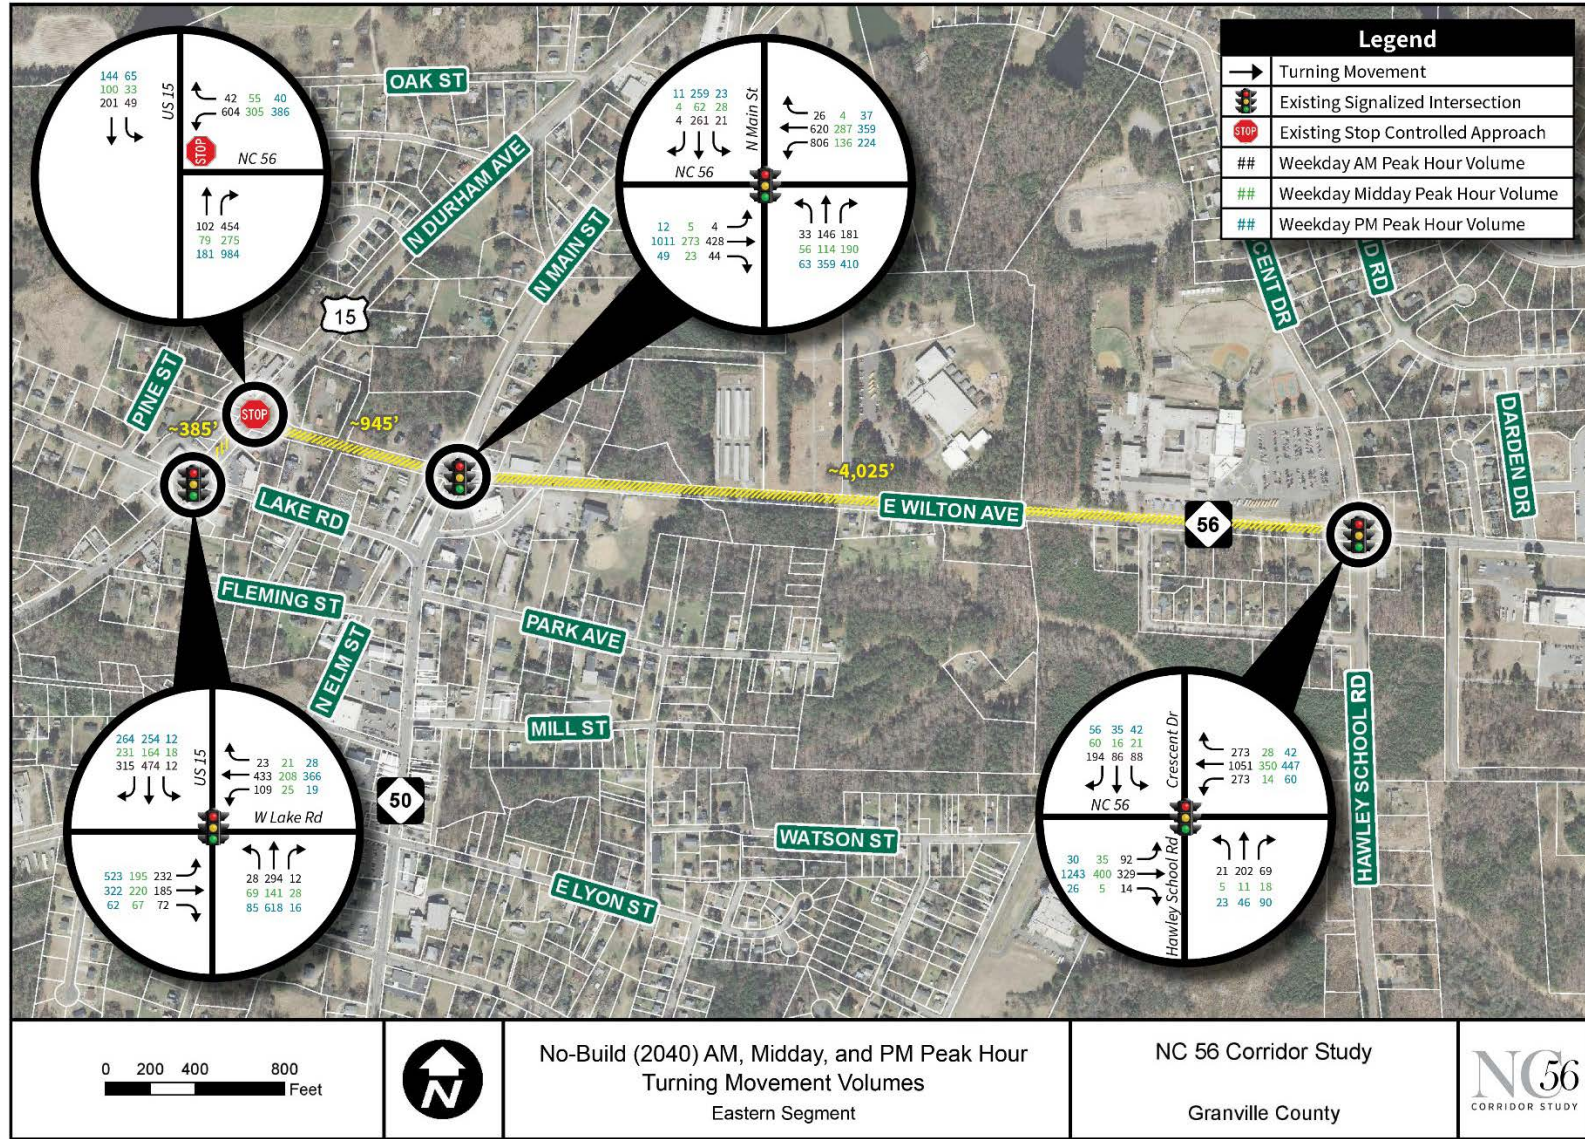 Legend
Turning Movement
Existing Signalized Intersection
STOP Existing Stop Controlled Approach
## Weekday AM Peak Hour Volume
## Weekday Midday Peak Hour Volume
## Weekday PM Peak Hour Volume
144 65
100 33
201 49
US 15
42 55 40
604 305 386
STOP
NC 56
102 454
79 275
181 984
11 259 23
4 62 28
4 261 21
N Main St
26 4 37
620 287 359
806 136 224
NC 56
12 5 4
1011 273 428
49 23 44
33 146 181
56 114 190
63 359 410
OAK ST
N DURHAM AVE
N MAIN ST
15
PINE ST
~385'
STOP
~945'
LAKE RD
~4,025'
E WILTON AVE
56
CENT DR
D RD
DARDEN DR
FLEMING ST
N ELM ST
PARK AVE
MILL ST
50
WATSON ST
E LYON ST
HAWLEY SCHOOL RD
264 254 12
231 164 18
315 474 12
US 15
23 21 28
433 208 366
109 25 19
W Lake Rd
523 195 232
322 220 185
62 67 72
28 294 12
69 141 28
85 618 16
56 35 42
60 16 21
194 86 88
Crescent Dr
273 28 42
1051 350 447
273 14 60
NC 56
30 35 92
1243 400 329
26 5 14
Hawley School Rd
21 202 69
5 11 18
23 46 90
0 200 400 800
Feet
N
No-Build (2040) AM, Midday, and PM Peak Hour
Turning Movement Volumes
Eastern Segment
NC 56 Corridor Study
Granville County
NC 56
CORRIDOR STUDY